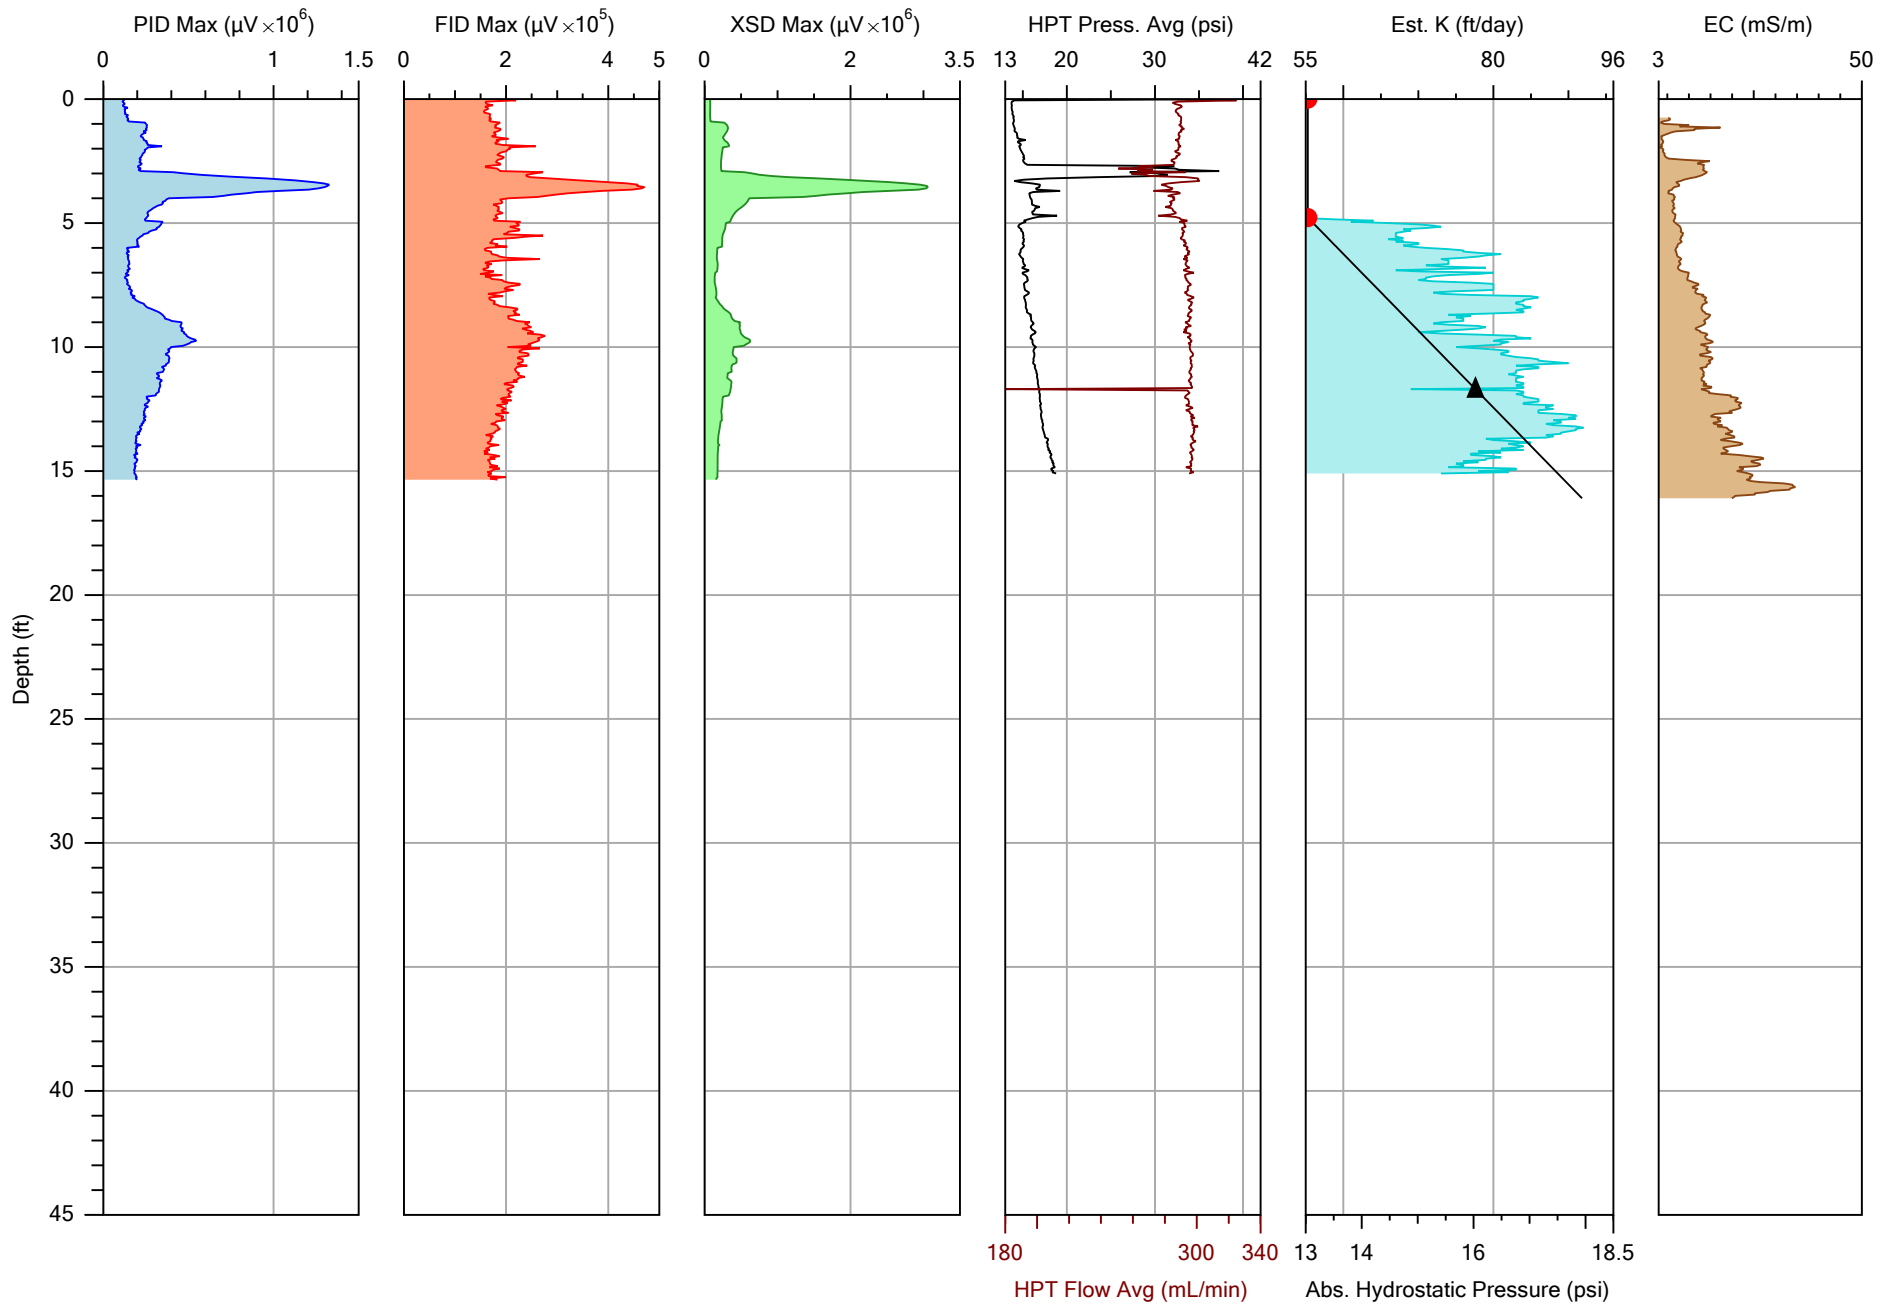 PID Max (µV ×10⁶) FID Max (µV ×10⁵) XSD Max (µV ×10⁶) HPT Press. Avg (psi) Est. K (ft/day) EC (mS/m)
0 1 1.5 0 2 4 5 0 2 3.5 13 20 30 42 55 80 96 3 50
0
5
10
15
20
Depth (ft)
25
30
35
40
45
180 300 340 13 14 16 18.5
HPT Flow Avg (mL/min) Abs. Hydrostatic Pressure (psi)